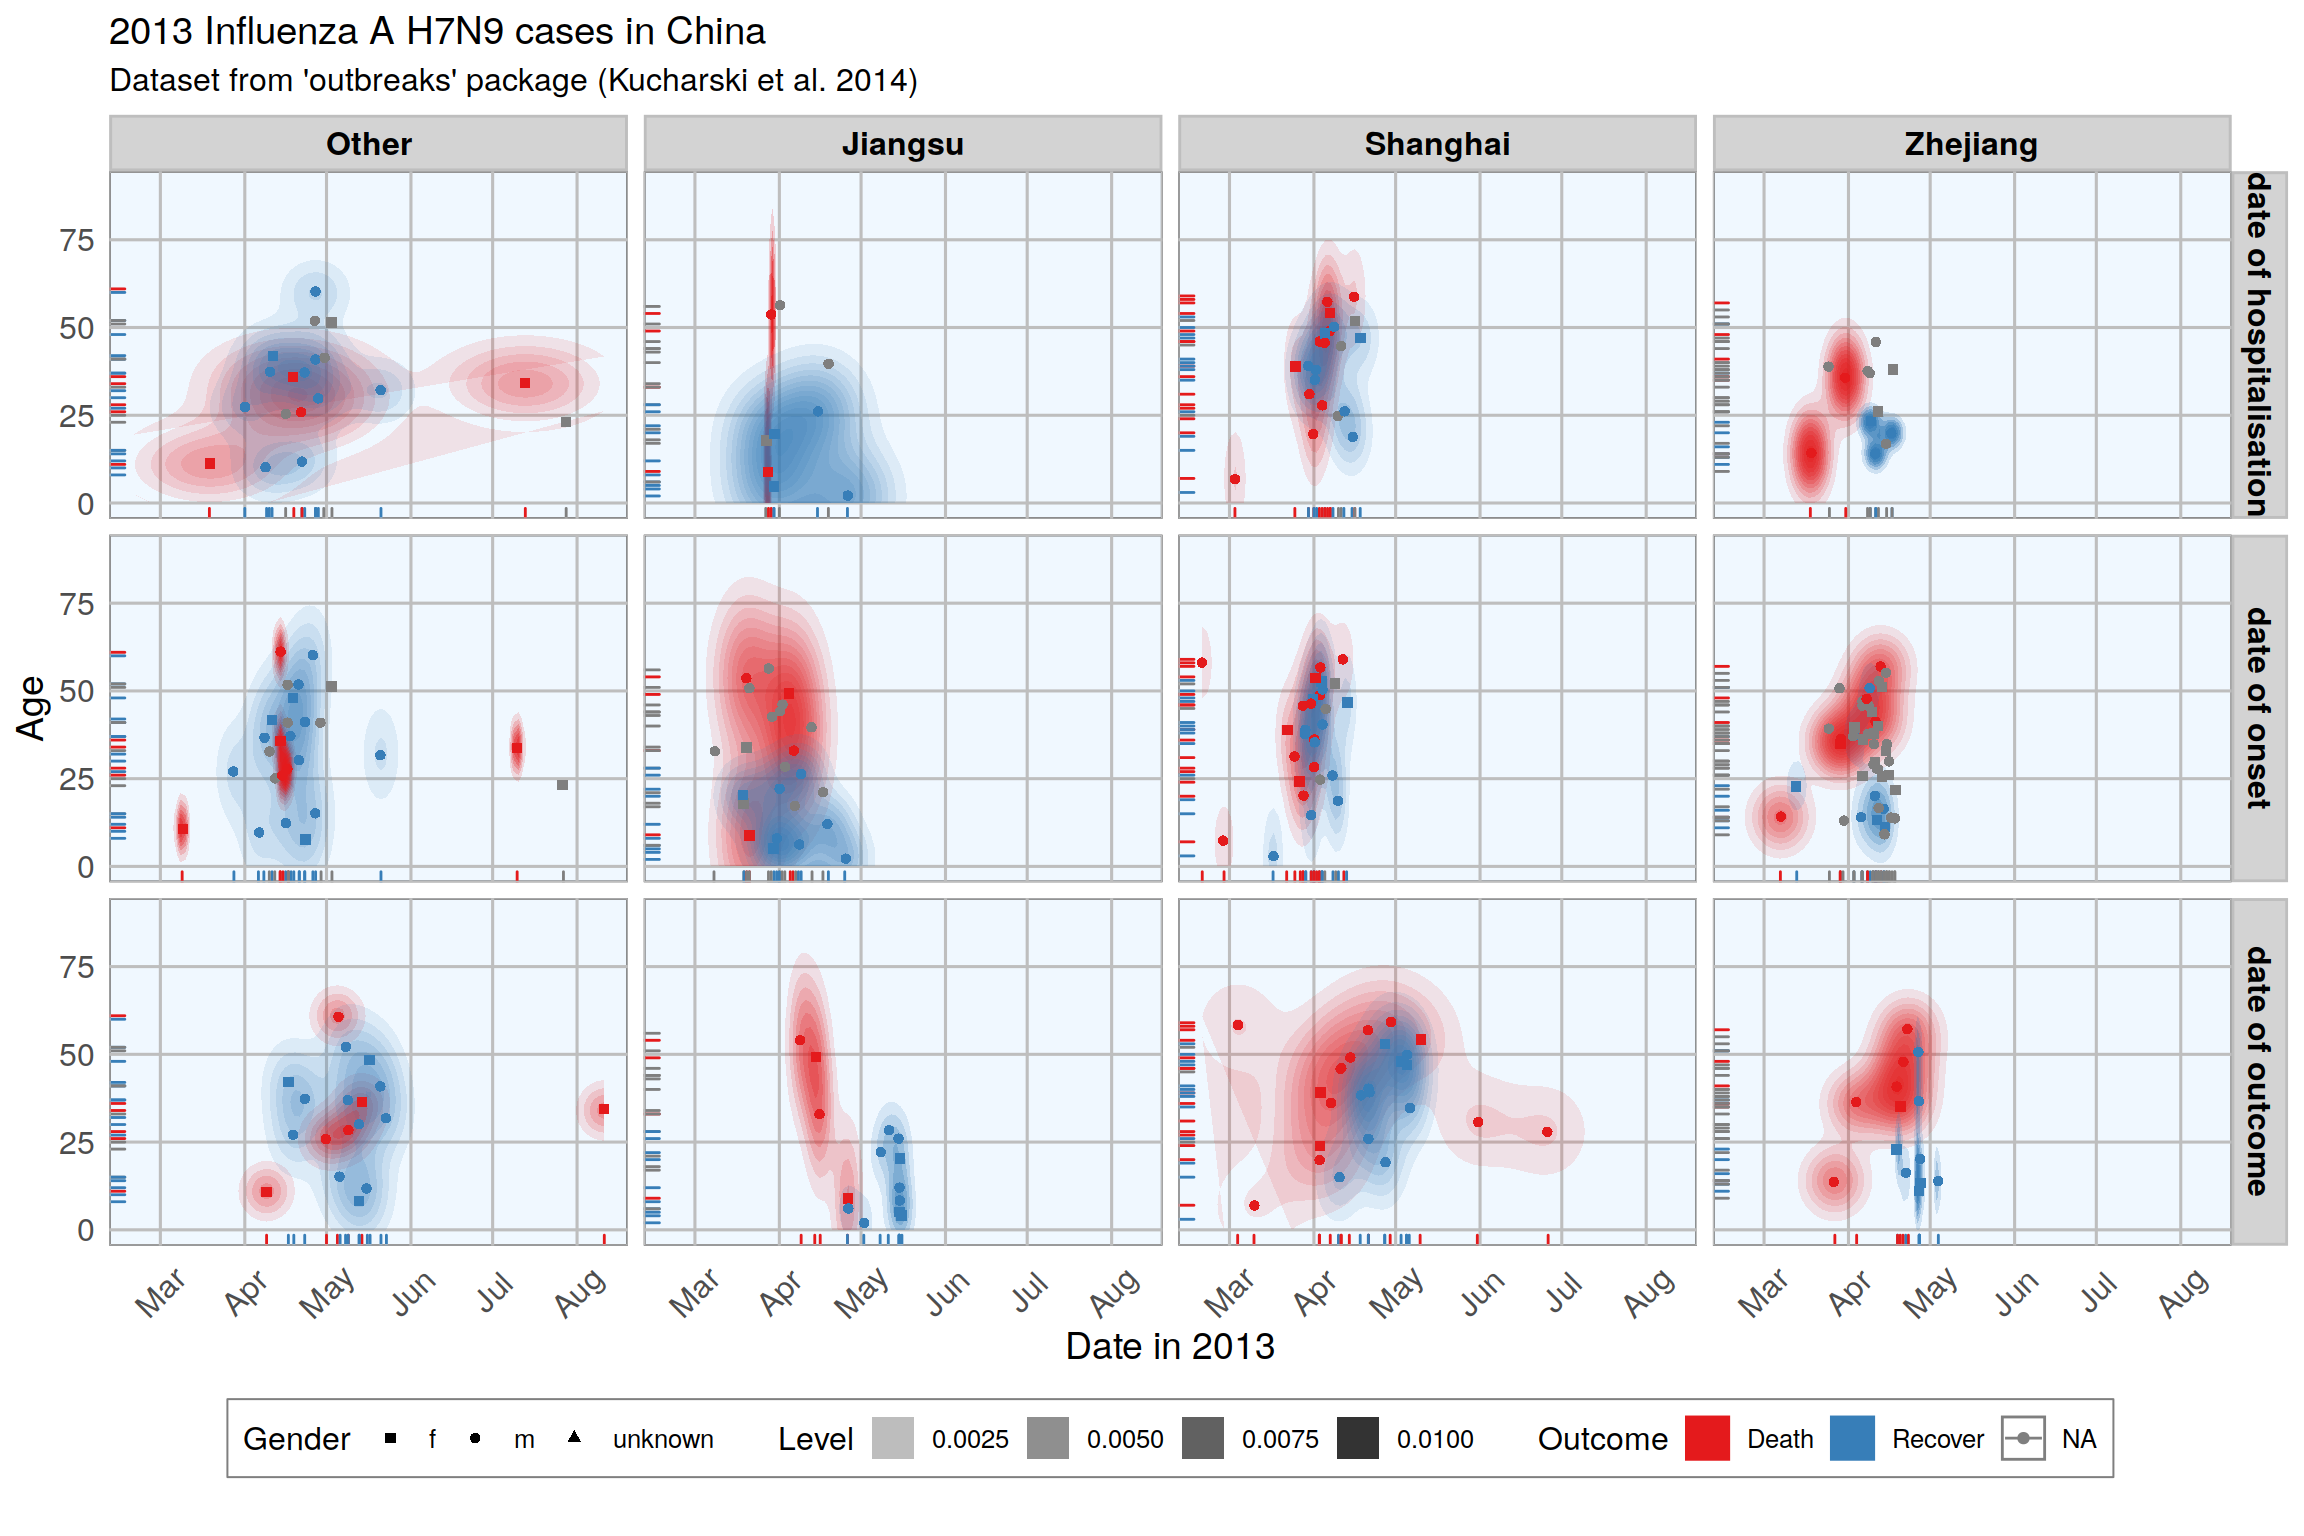 2013 Influenza A H7N9 cases in China
Dataset from 'outbreaks' package (Kucharski et al. 2014)
Other Jiangsu Shanghai Zhejiang
75
50
25
0
date of hospitalisation
Age
75
50
25
0
date of onset
75
50
25
0
date of outcome
Mar Apr May Jun Jul Aug Mar Apr May Jun Jul Aug Mar Apr May Jun Jul Aug Mar Apr May Jun Jul Aug
Date in 2013
Gender f m unknown Level 0.0025 0.0050 0.0075 0.0100 Outcome Death Recover NA